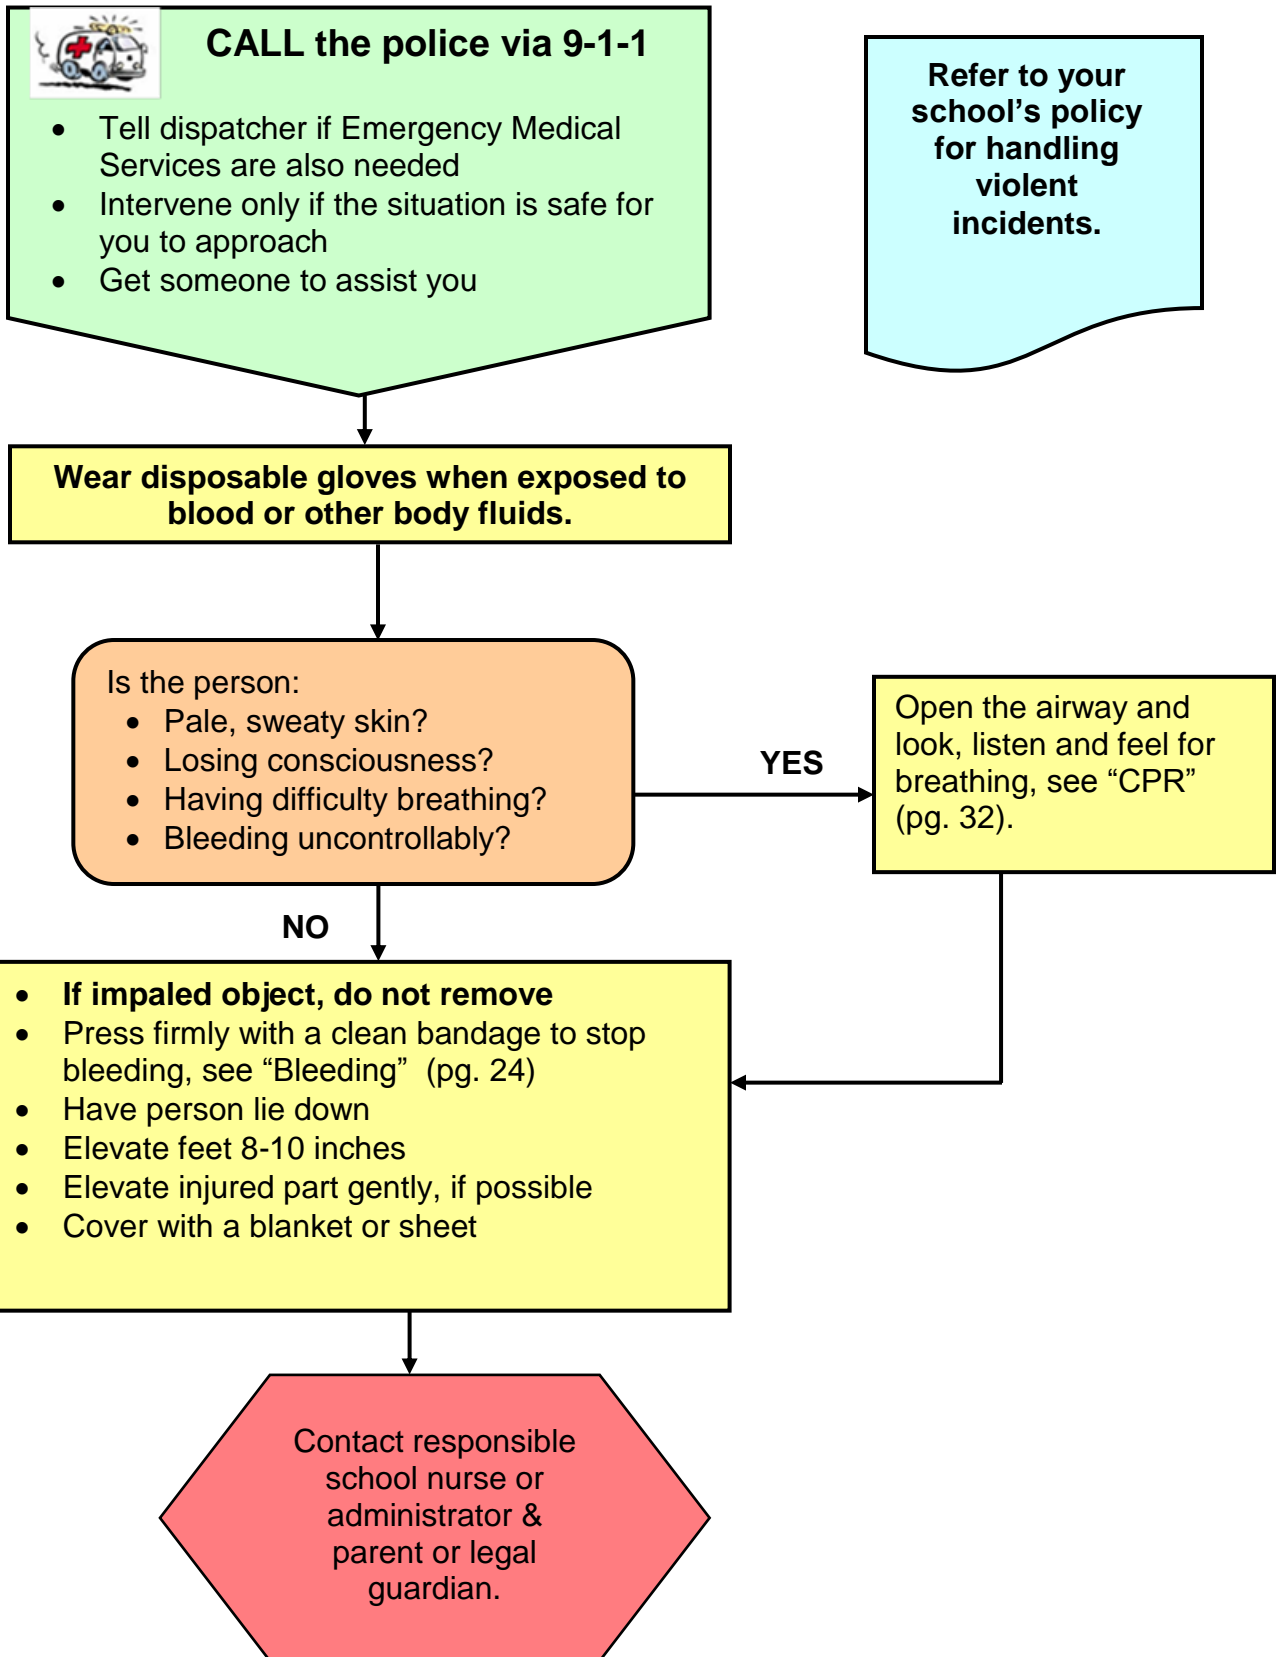 CALL the police via 9-1-1
• Tell dispatcher if Emergency Medical
Services are also needed
• Intervene only if the situation is safe for
you to approach
• Get someone to assist you
Refer to your
school’s policy
for handling
violent
incidents.
Wear disposable gloves when exposed to
blood or other body fluids.
Is the person:
• Pale, sweaty skin?
• Losing consciousness?
• Having difficulty breathing?
• Bleeding uncontrollably?
YES
Open the airway and
look, listen and feel for
breathing, see “CPR”
(pg. 32).
NO
• If impaled object, do not remove
• Press firmly with a clean bandage to stop
bleeding, see “Bleeding” (pg. 24)
• Have person lie down
• Elevate feet 8-10 inches
• Elevate injured part gently, if possible
• Cover with a blanket or sheet
Contact responsible
school nurse or
administrator &
parent or legal
guardian.